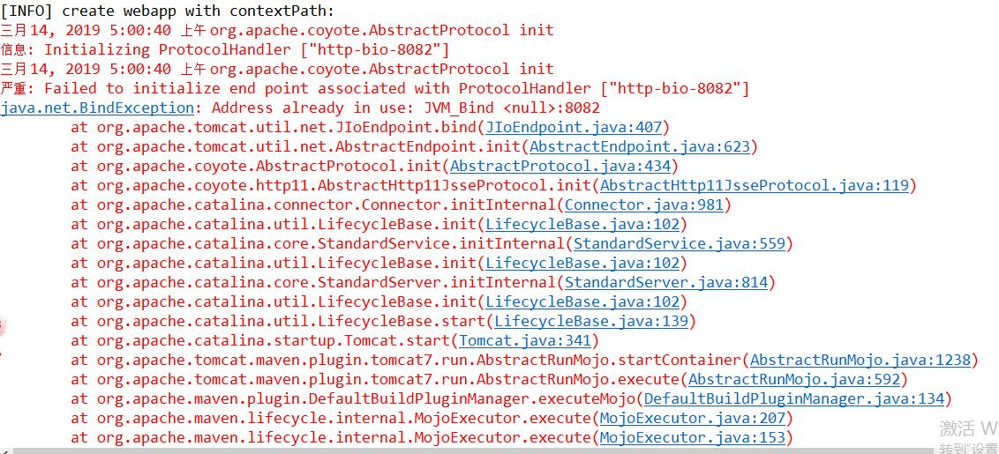 [INFO] create webapp with contextPath:
三月 14, 2019 5:00:40 上午 org.apache.coyote.AbstractProtocol init
信息: Initializing ProtocolHandler ["http-bio-8082"]
三月 14, 2019 5:00:40 上午 org.apache.coyote.AbstractProtocol init
严重: Failed to initialize end point associated with ProtocolHandler ["http-bio-8082"]
java.net.BindException: Address already in use: JVM_Bind <null>:8082
at org.apache.tomcat.util.net.JIoEndpoint.bind(JIoEndpoint.java:407)
at org.apache.tomcat.util.net.AbstractEndpoint.init(AbstractEndpoint.java:623)
at org.apache.coyote.AbstractProtocol.init(AbstractProtocol.java:434)
at org.apache.coyote.http11.AbstractHttp11JsseProtocol.init(AbstractHttp11JsseProtocol.java:119)
at org.apache.catalina.connector.Connector.initInternal(Connector.java:981)
at org.apache.catalina.util.LifecycleBase.init(LifecycleBase.java:102)
at org.apache.catalina.core.StandardService.initInternal(StandardService.java:559)
at org.apache.catalina.util.LifecycleBase.init(LifecycleBase.java:102)
at org.apache.catalina.core.StandardServer.initInternal(StandardServer.java:814)
at org.apache.catalina.util.LifecycleBase.init(LifecycleBase.java:102)
at org.apache.catalina.util.LifecycleBase.start(LifecycleBase.java:139)
at org.apache.catalina.startup.Tomcat.start(Tomcat.java:341)
at org.apache.tomcat.maven.plugin.tomcat7.run.AbstractRunMojo.startContainer(AbstractRunMojo.java:1238)
at org.apache.tomcat.maven.plugin.tomcat7.run.AbstractRunMojo.execute(AbstractRunMojo.java:592)
at org.apache.maven.plugin.DefaultBuildPluginManager.executeMojo(DefaultBuildPluginManager.java:134)
at org.apache.maven.lifecycle.internal.MojoExecutor.execute(MojoExecutor.java:207)
at org.apache.maven.lifecycle.internal.MojoExecutor.execute(MojoExecutor.java:153)
激活 W
转到"设置